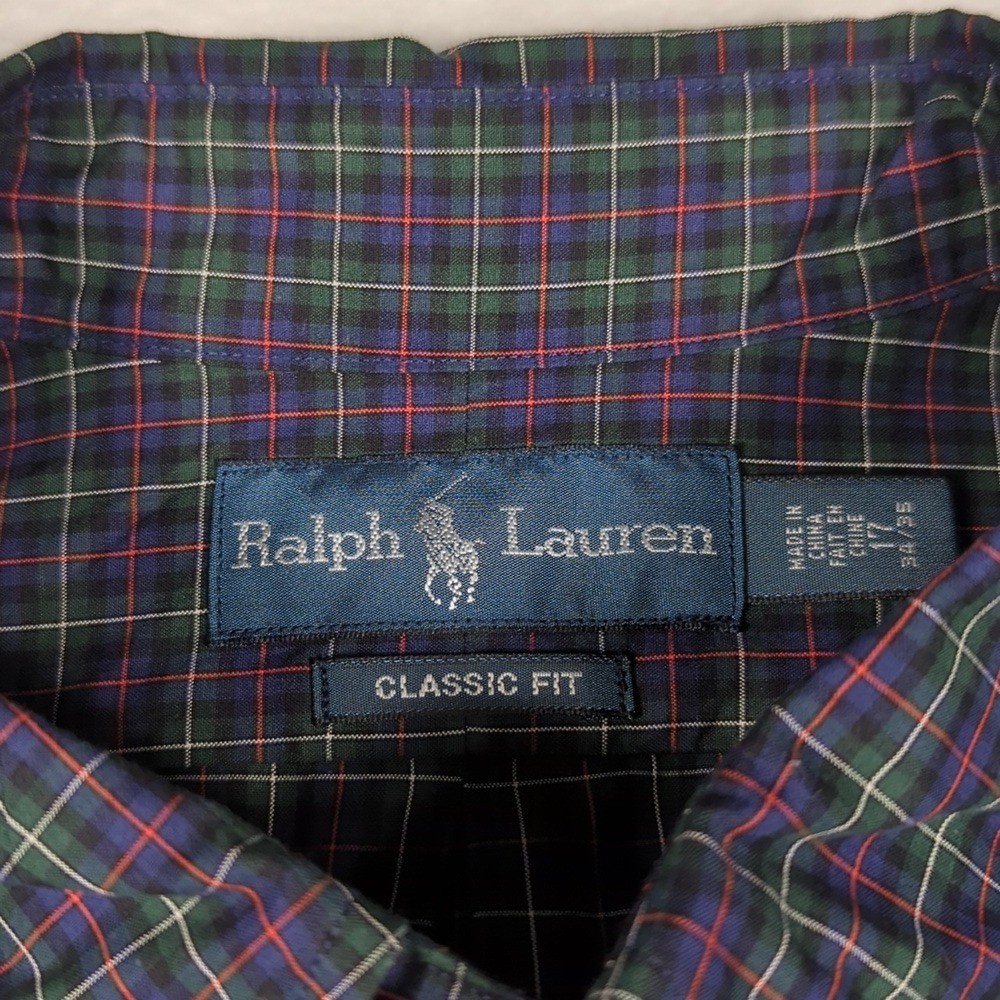 Ralph Lauren
CLASSIC FIT
MADE IN
CHINA
FAIT EN
CHINE
17
34/35